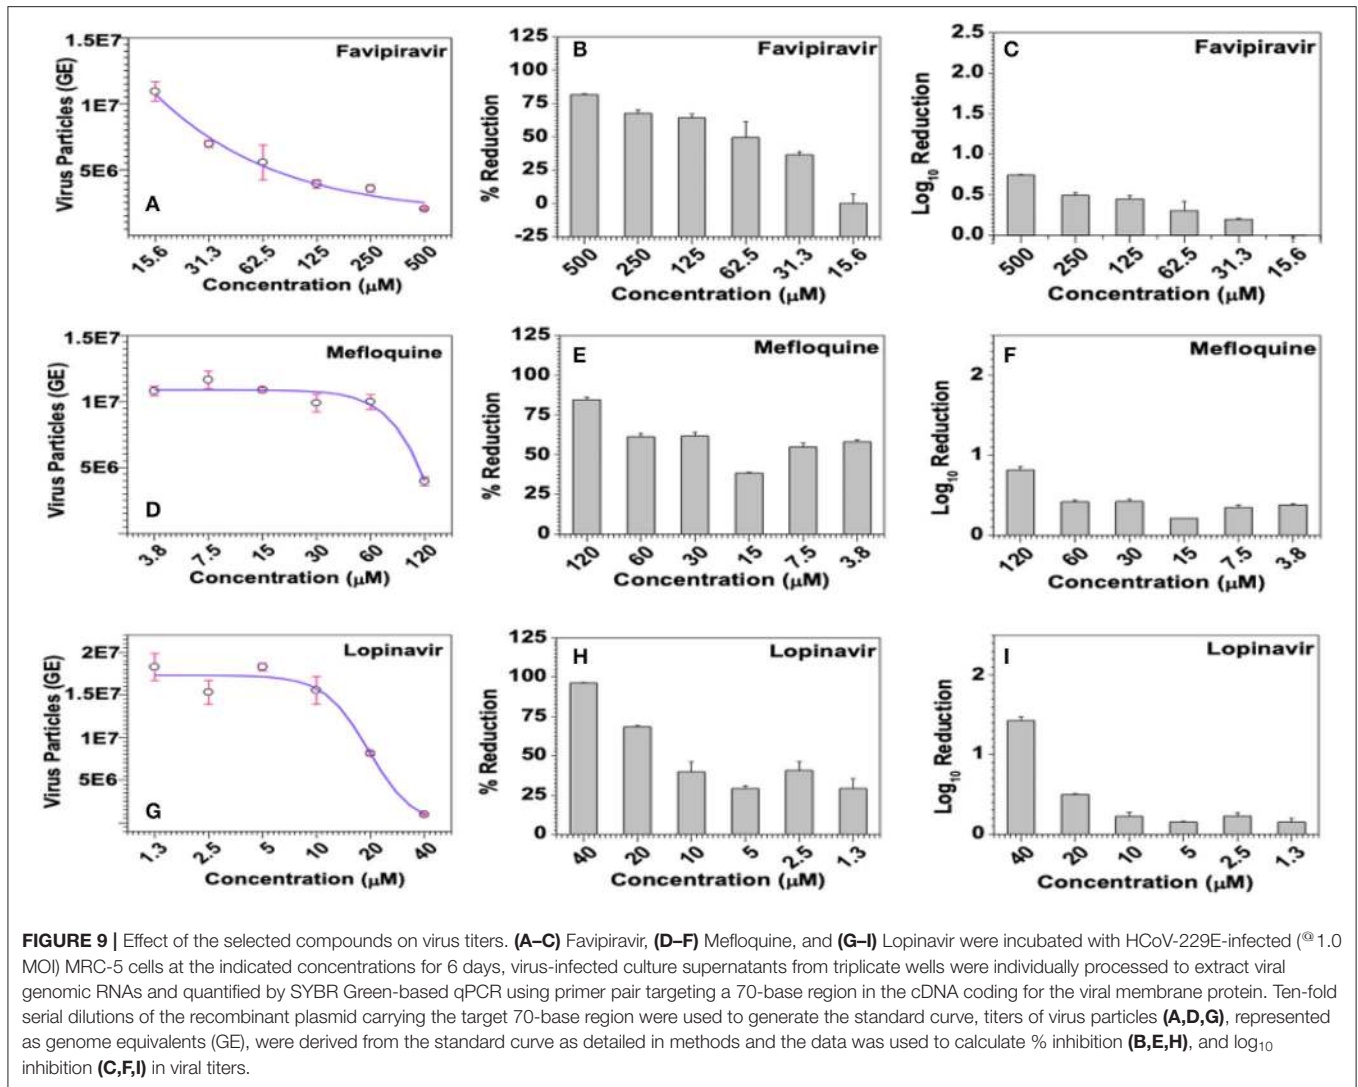 1.5E7
1E7
5E6
Virus Particles (GE)
Favipiravir
A
15.6 31.3 62.5 125 250 500
Concentration (μM)
125
100
75
50
25
0
-25
% Reduction
B
Favipiravir
500 250 125 62.5 31.3 15.6
Concentration (μM)
2.5
2.0
1.5
1.0
0.5
0.0
Log10 Reduction
C
Favipiravir
500 250 125 62.5 31.3 15.6
Concentration (μM)
1.5E7
1E7
5E6
Virus Particles (GE)
Mefloquine
D
3.8 7.5 15 30 60 120
Concentration (μM)
125
100
75
50
25
0
% Reduction
E
Mefloquine
120 60 30 15 7.5 3.8
Concentration (μM)
2
1
0
Log10 Reduction
F
Mefloquine
120 60 30 15 7.5 3.8
Concentration (μM)
2E7
1.5E7
1E7
5E6
Virus Particles (GE)
Lopinavir
G
1.3 2.5 5 10 20 40
Concentration (μM)
125
100
75
50
25
0
% Reduction
H
Lopinavir
40 20 10 5 2.5 1.3
Concentration (μM)
2
1
0
Log10 Reduction
I
Lopinavir
40 20 10 5 2.5 1.3
Concentration (μM)
FIGURE 9 | Effect of the selected compounds on virus titers. (A–C) Favipiravir, (D–F) Mefloquine, and (G–I) Lopinavir were incubated with HCoV-229E-infected (@1.0
MOI) MRC-5 cells at the indicated concentrations for 6 days, virus-infected culture supernatants from triplicate wells were individually processed to extract viral
genomic RNAs and quantified by SYBR Green-based qPCR using primer pair targeting a 70-base region in the cDNA coding for the viral membrane protein. Ten-fold
serial dilutions of the recombinant plasmid carrying the target 70-base region were used to generate the standard curve, titers of virus particles (A,D,G), represented
as genome equivalents (GE), were derived from the standard curve as detailed in methods and the data was used to calculate % inhibition (B,E,H), and log10
inhibition (C,F,I) in viral titers.